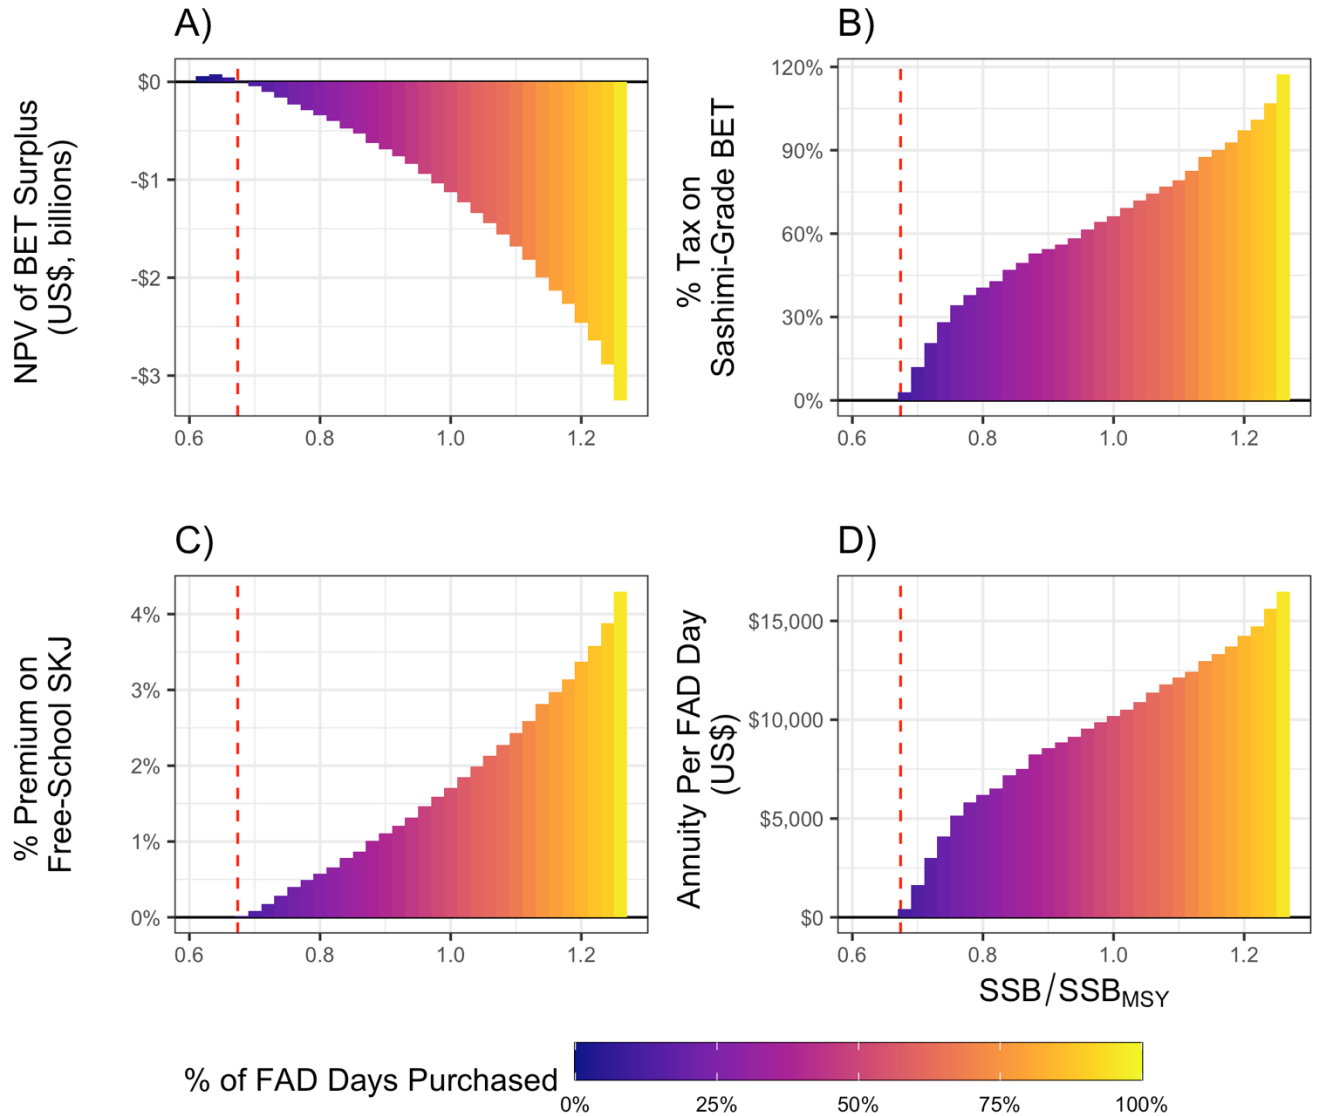 A)
NPV of BET Surplus
(US$, billions)
$0
-$1
-$2
-$3
0.6 0.8 1.0 1.2
B)
% Tax on
Sashimi-Grade BET
120%
90%
60%
30%
0%
0.6 0.8 1.0 1.2
C)
% Premium on
Free-School SKJ
4%
3%
2%
1%
0%
0.6 0.8 1.0 1.2
D)
Annuity Per FAD Day
(US$)
$15,000
$10,000
$5,000
$0
0.6 0.8 1.0 1.2
SSB/SSB_MSY
% of FAD Days Purchased
0% 25% 50% 75% 100%